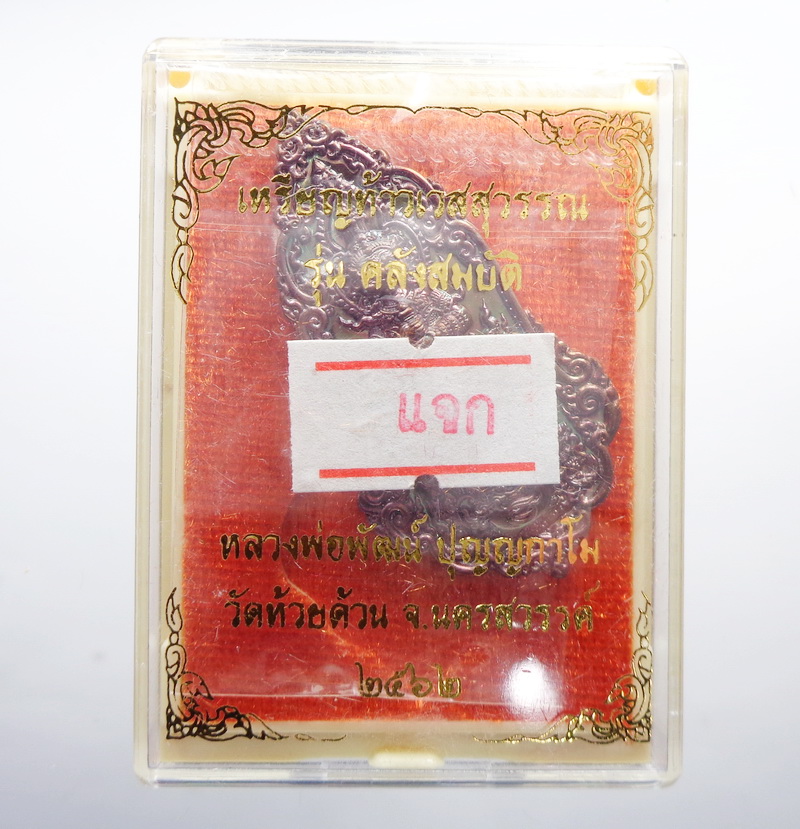 เหรียญท้าวเวสสุวรรณ
รุ่น คลังสมบัติ
แจก
หลวงพ่อพัฒน์ ปุญญกาโม
วัดห้วยด้วน จ.นครสวรรค์
๒๕๖๒